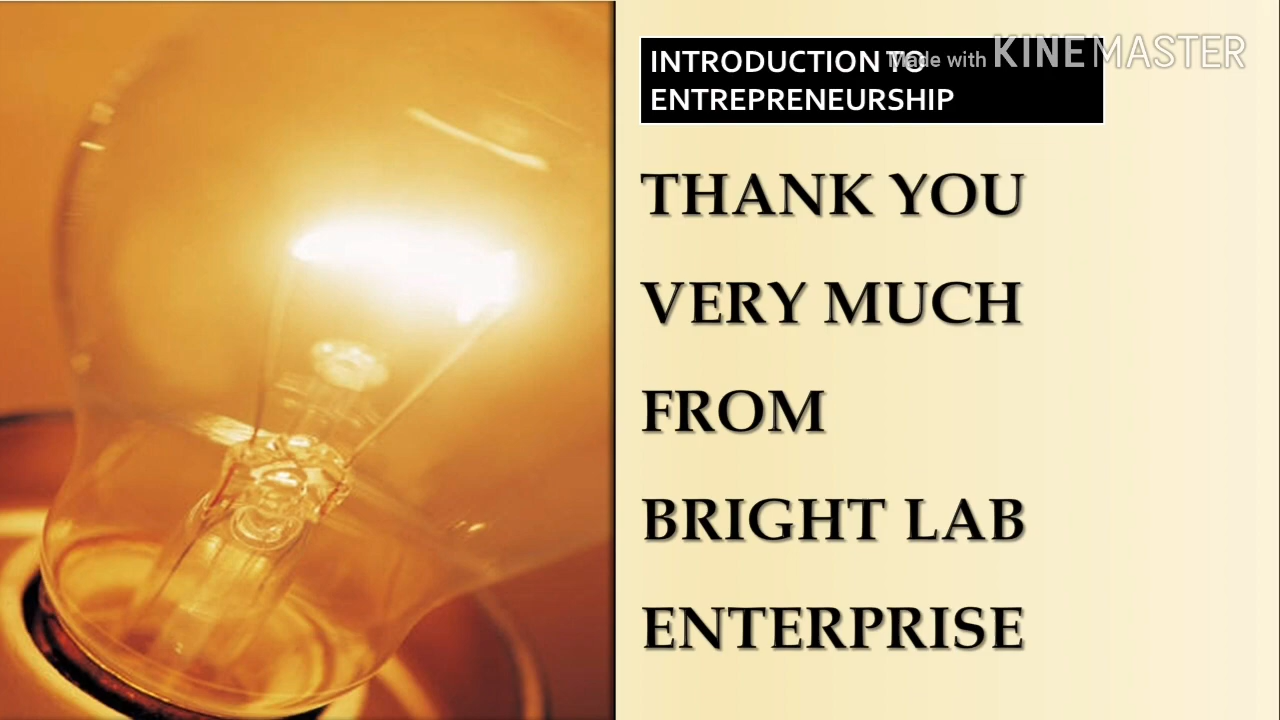 INTRODUCTION TO
ENTREPRENEURSHIP
Made with KINEMASTER
THANK YOU
VERY MUCH
FROM
BRIGHT LAB
ENTERPRISE